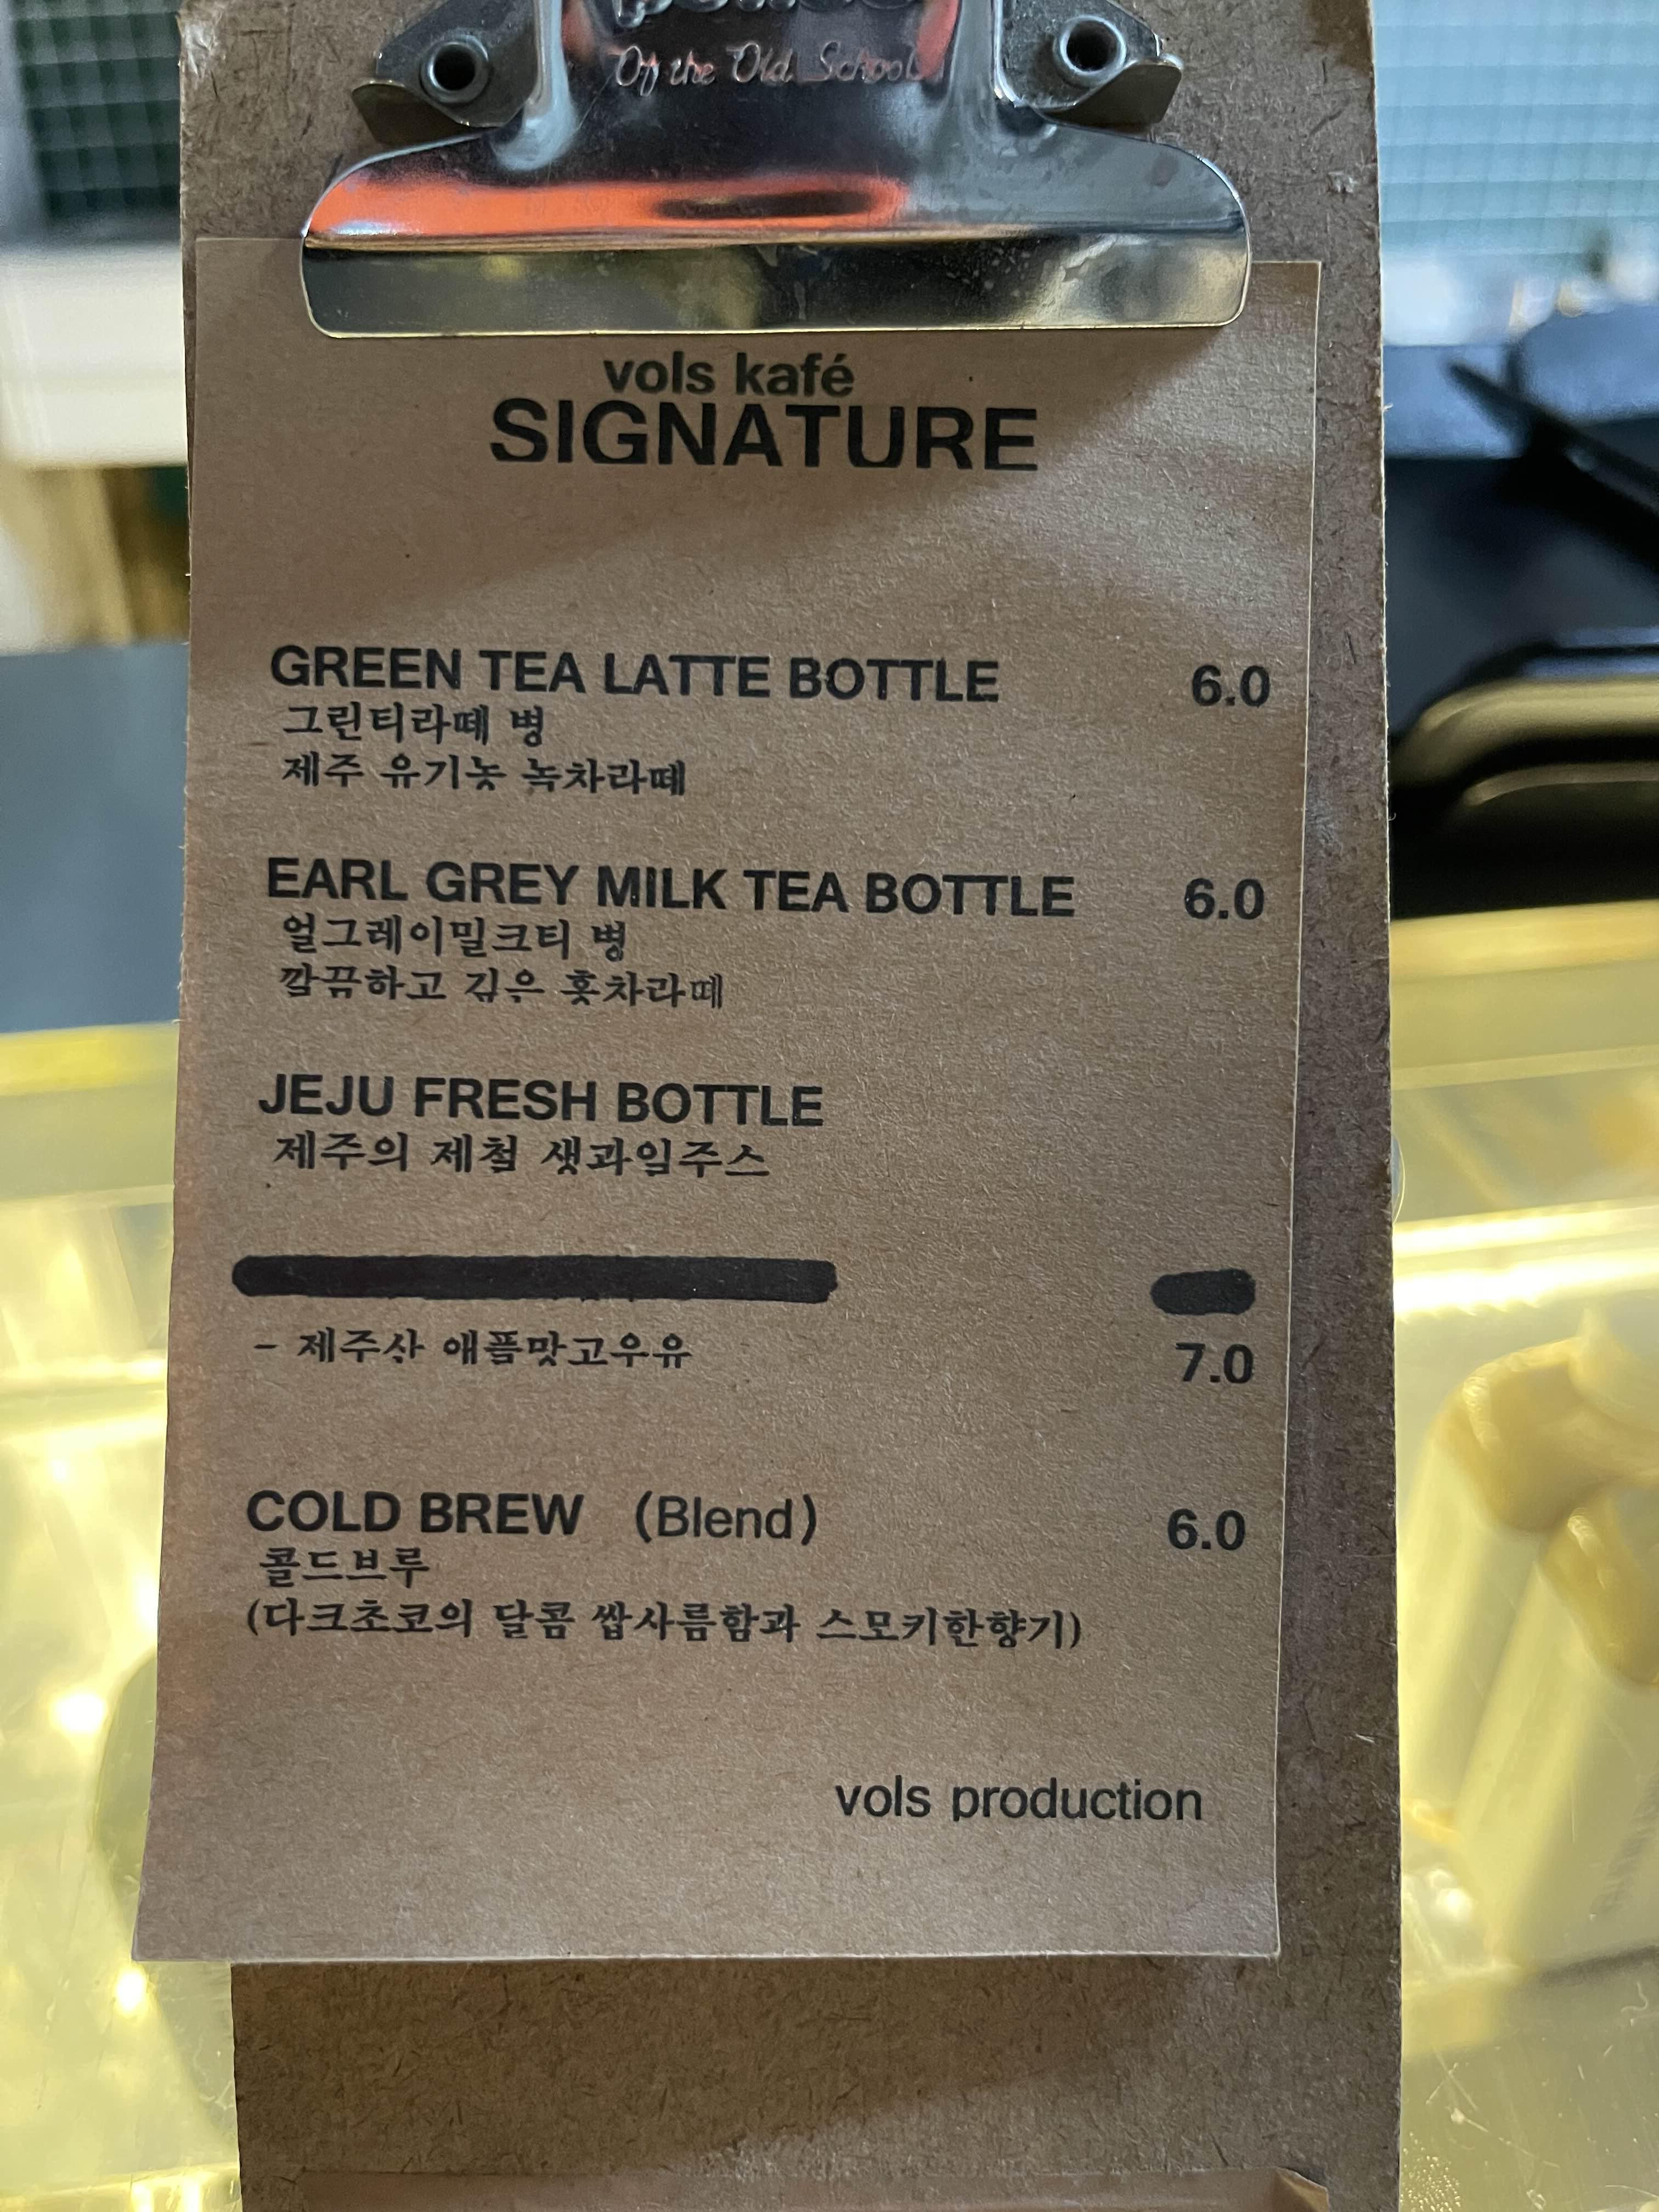 Of the Old School
vols kafé
SIGNATURE
GREEN TEA LATTE BOTTLE 6.0
그린티라떼 병
제주 유기농 녹차라떼
EARL GREY MILK TEA BOTTLE 6.0
얼그레이밀크티 병
깔끔하고 깊은 홍차라떼
JEJU FRESH BOTTLE
제주의 제철 생과일주스
- 제주산 애플망고우유 7.0
COLD BREW (Blend) 6.0
콜드브루
(다크초코의 달콤 쌉사름함과 스모키한향기)
vols production